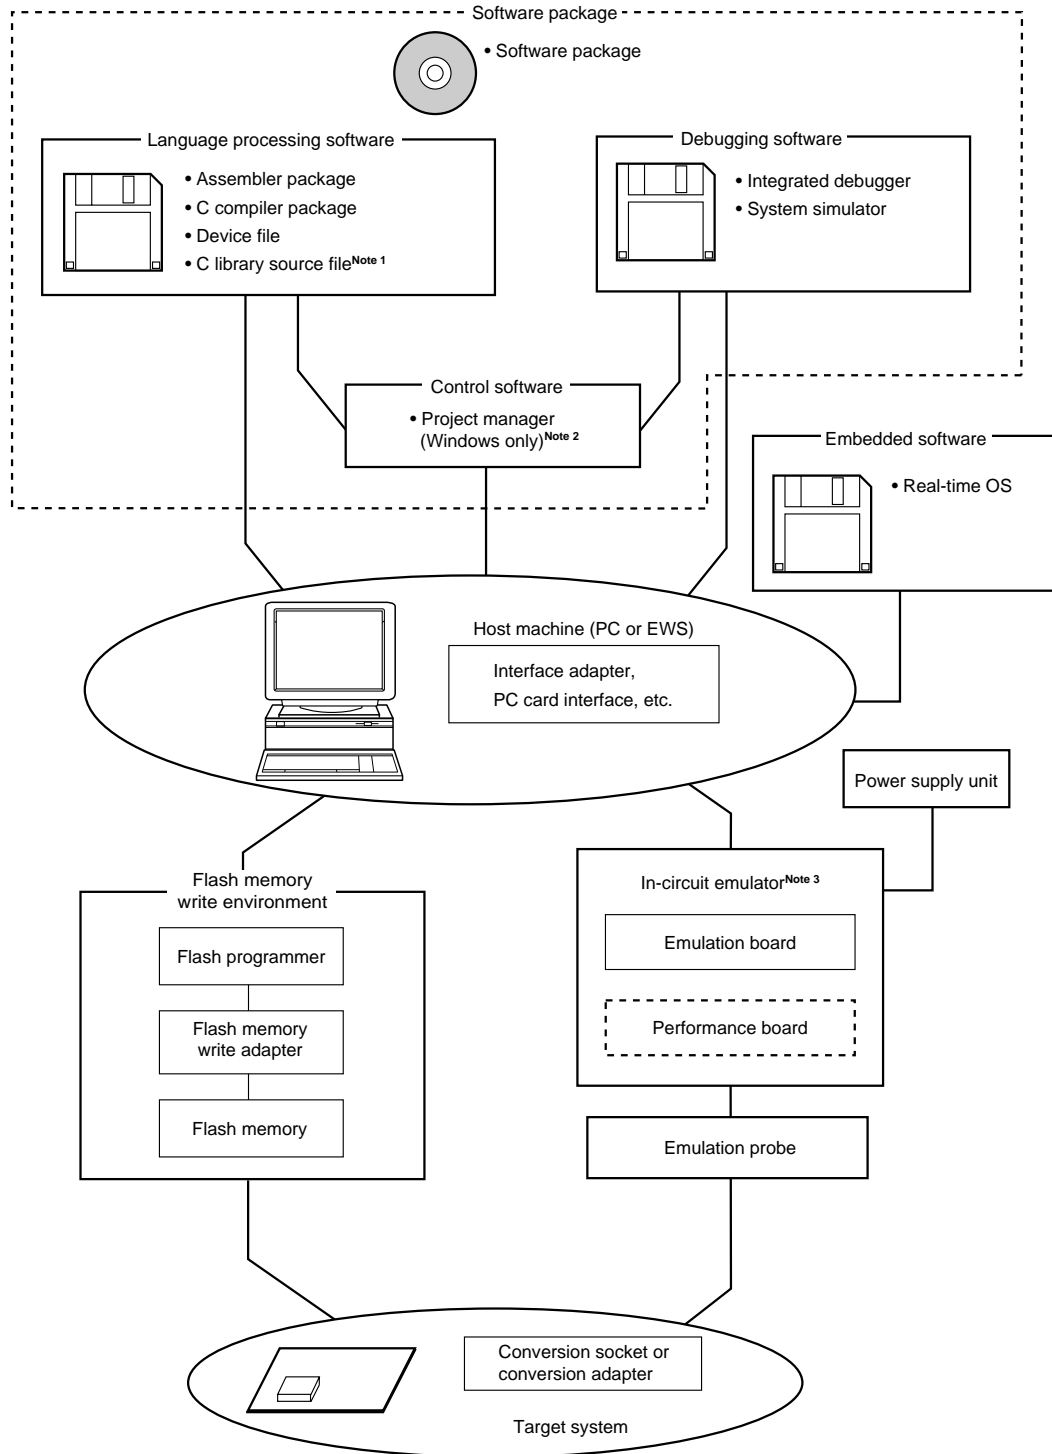 Software package
• Software package
Language processing software
• Assembler package
• C compiler package
• Device file
• C library source fileNote 1
Debugging software
• Integrated debugger
• System simulator
Control software
• Project manager
(Windows only)Note 2
Embedded software
• Real-time OS
Host machine (PC or EWS)
Interface adapter,
PC card interface, etc.
Power supply unit
Flash memory
write environment
Flash programmer
Flash memory
write adapter
Flash memory
In-circuit emulatorNote 3
Emulation board
Performance board
Emulation probe
Conversion socket or
conversion adapter
Target system